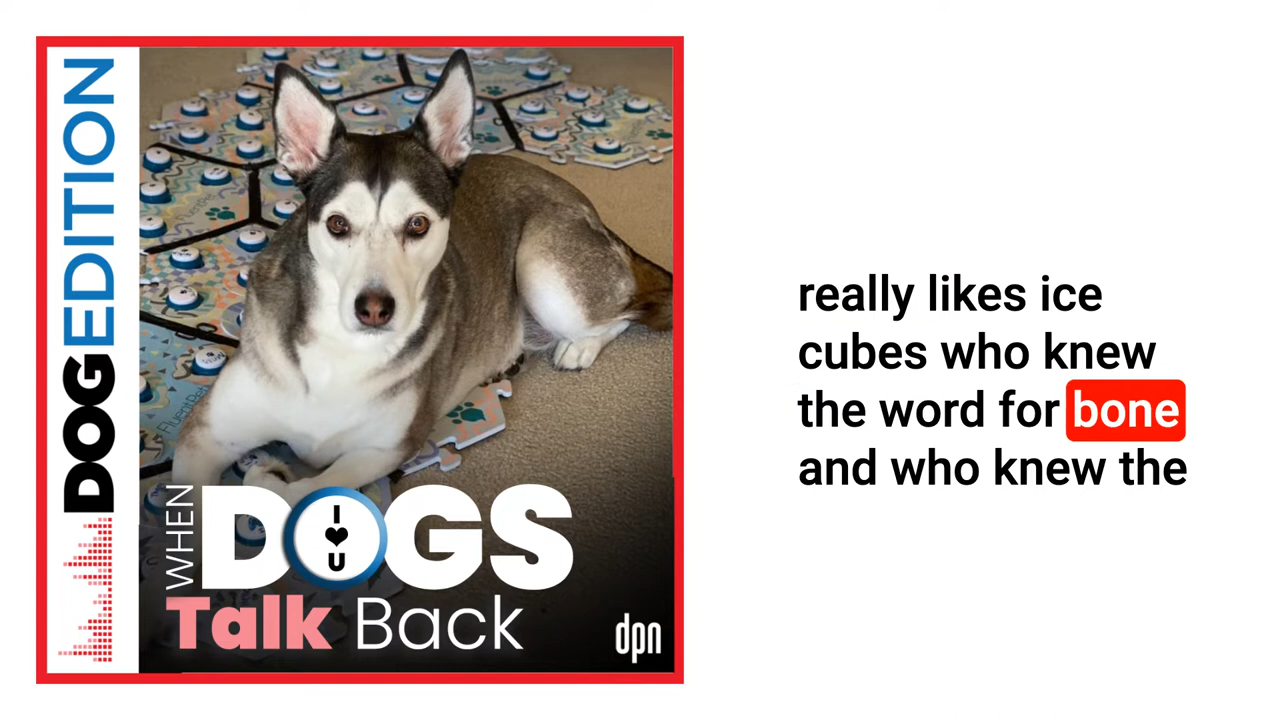 DOGEDITION
WHEN
DOGS
I
U
Talk Back
dpn
FluentPet
really likes ice
cubes who knew
the word for bone
and who knew the